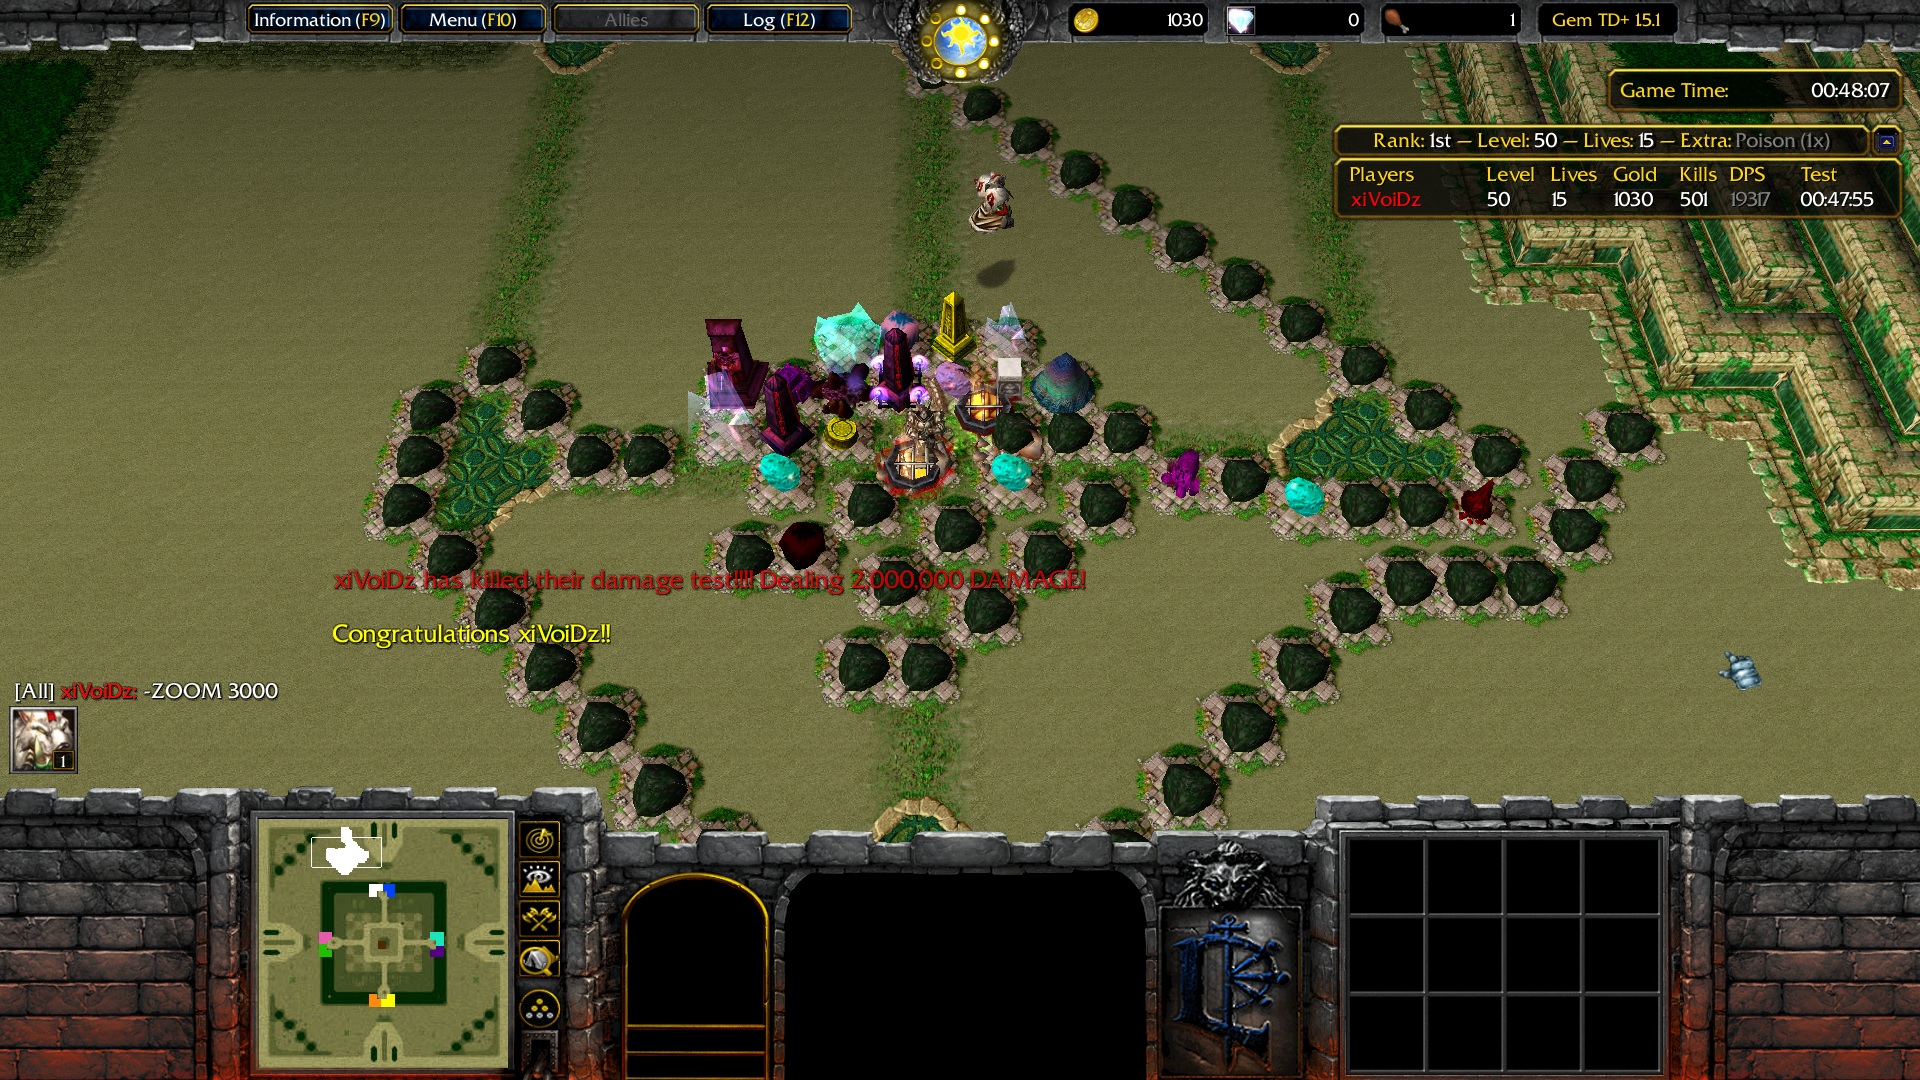 Information (F9) Menu (F10) Allies Log (F12) 1030 0 1 Gem TD+ 15.1
Game Time: 00:48:07
Rank: 1st – Level: 50 – Lives: 15 – Extra: Poison (1x)
Players Level Lives Gold Kills DPS Test
xiVoiDz 50 15 1030 501 19317 00:47:55
xiVoiDz has killed their damage test!!!! Dealing 2,000,000 DAMAGE!
Congratulations xiVoiDz!!
[All] xiVoiDz: -ZOOM 3000
1